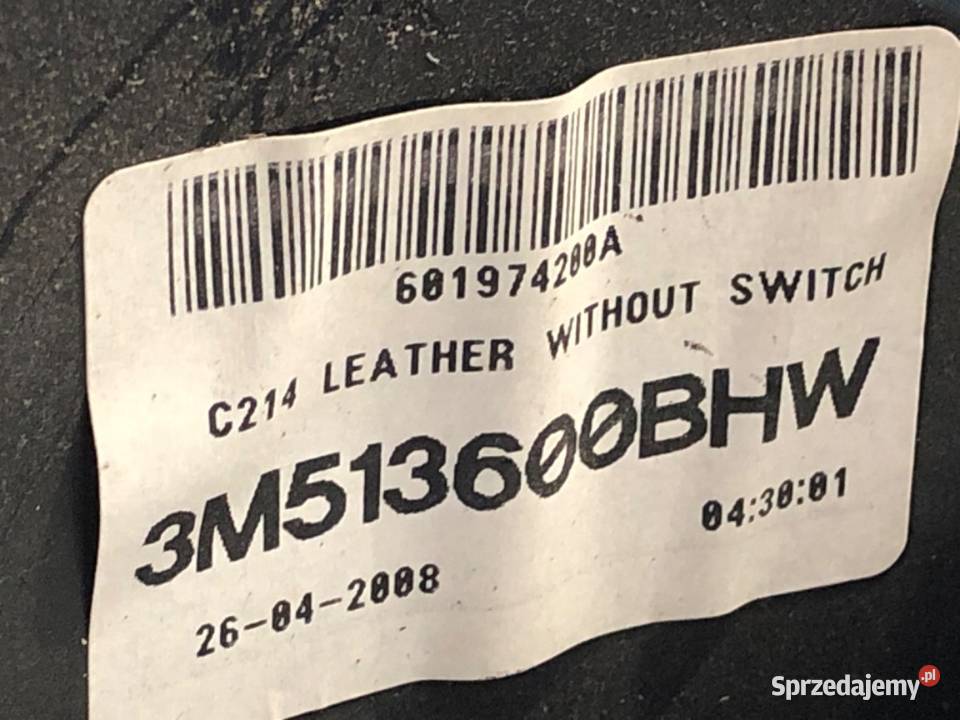 601974200A
C214 LEATHER WITHOUT SWITCH
3M513600BHW
26-04-2008 04:30:01
Sprzedajemy.pl